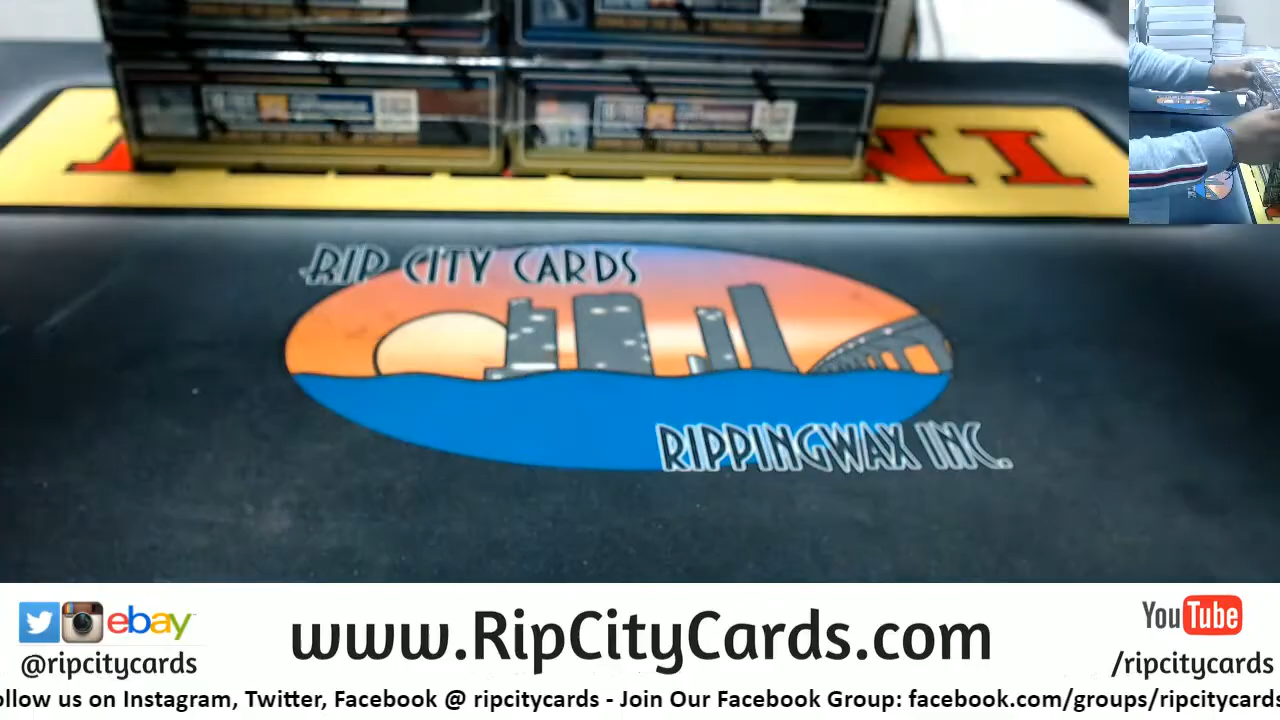 RIP CITY CARDS
RIPPINGWAX INC.
ebay
www.RipCityCards.com
YouTube
@ripcitycards
/ripcitycards
ollow us on Instagram, Twitter, Facebook @ ripcitycards - Join Our Facebook Group: facebook.com/groups/ripcitycards